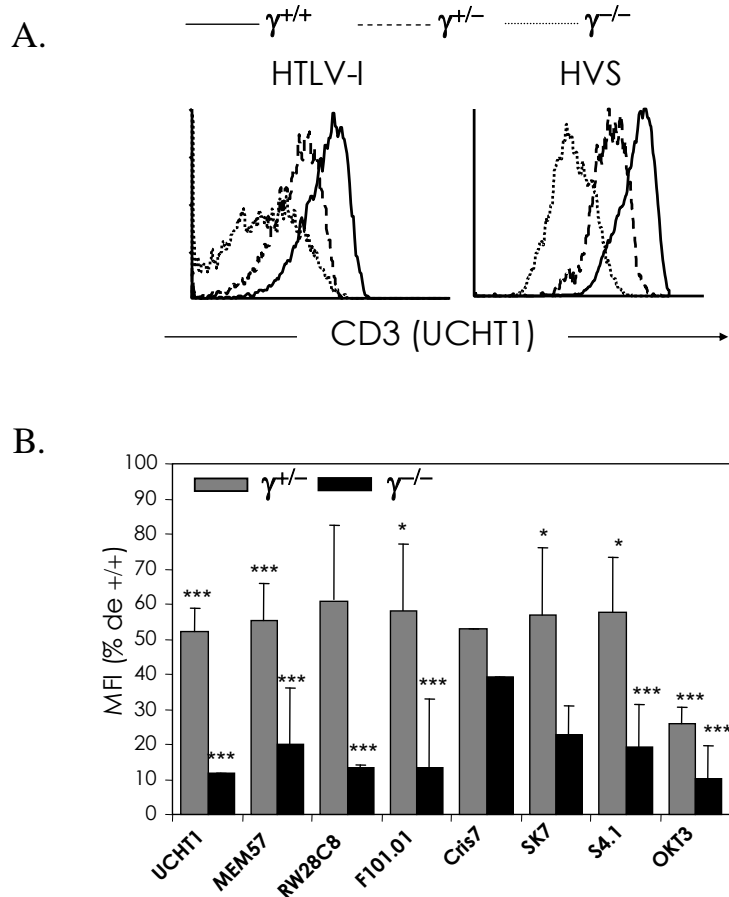 A.
γ+/+ γ+/− γ−/−
HTLV-I HVS
CD3 (UCHT1)
B.
100
90
80
70
60
50
40
30
20
10
0
MFI (% de +/+)
γ+/− γ−/−
*** *** *** *** *** * *** * * *** *** ***
UCHT1 MEM57 RW28C8 F101.01 Cris7 SK7 S4.1 OKT3